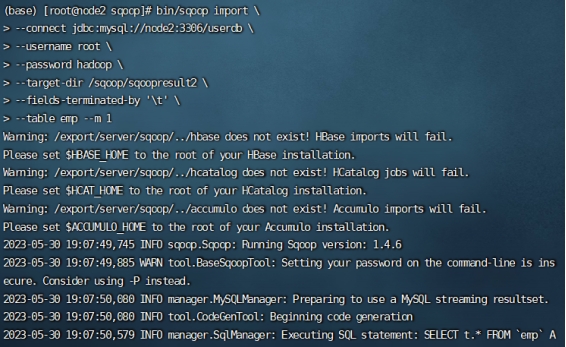 (base) [root@node2 sqoop]# bin/sqoop import \
> --connect jdbc:mysql://node2:3306/userdb \
> --username root \
> --password hadoop \
> --target-dir /sqoop/sqoopresult2 \
> --fields-terminated-by '\t' \
> --table emp --m 1
Warning: /export/server/sqoop/../hbase does not exist! HBase imports will fail.
Please set $HBASE_HOME to the root of your HBase installation.
Warning: /export/server/sqoop/../hcatalog does not exist! HCatalog jobs will fail.
Please set $HCAT_HOME to the root of your HCatalog installation.
Warning: /export/server/sqoop/../accumulo does not exist! Accumulo imports will fail.
Please set $ACCUMULO_HOME to the root of your Accumulo installation.
2023-05-30 19:07:49,745 INFO sqoop.Sqoop: Running Sqoop version: 1.4.6
2023-05-30 19:07:49,885 WARN tool.BaseSqoopTool: Setting your password on the command-line is ins
ecure. Consider using -P instead.
2023-05-30 19:07:50,080 INFO manager.MySQLManager: Preparing to use a MySQL streaming resultset.
2023-05-30 19:07:50,080 INFO tool.CodeGenTool: Beginning code generation
2023-05-30 19:07:50,579 INFO manager.SqlManager: Executing SQL statement: SELECT t.* FROM `emp` A